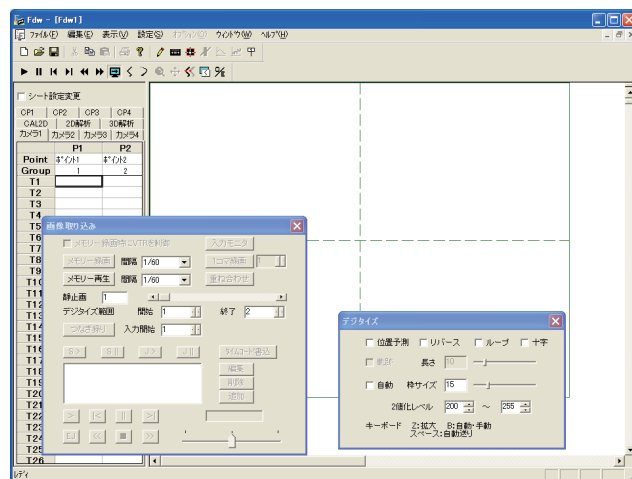 Fdw - [Fdw1]
ファイル(F) 編集(E) 表示(V) 設定(S) オプション(O) ウィンドウ(W) ヘルプ(H)
シート設定変更
CP1 CP2 CP3 CP4
CAL2D 2D解析 3D解析
カメラ1 カメラ2 カメラ3 カメラ4
P1 P2
Point ポイント1 ポイント2
Group 1 2
T1
T2
T3
T4
T5
T6
T7
T8
T9
T10
T11
T12
T13
T14
T15
T16
T17
T18
T19
T20
T21
T22
T23
T24
T25
T26
画像取り込み
メモリー録画時にVTRを制御 入力モニタ
メモリー録画 間隔 1/60 1コマ録画 1
メモリー再生 間隔 1/60 重ね合わせ
静止画 1
デジタイズ範囲 開始 1 終了 2
つなぎ録り 入力開始 1
S> S|| J> J|| タイムコード書込
編集
削除
追加
> |< || >|
EJ << ■ >>
デジタイズ
位置予測 リバース ループ 十字
軌跡 長さ 10
自動 枠サイズ 15
2値化レベル 200 ～ 255
キーボード Z:拡大 B:自動・手動
スペース:自動送り
レディ